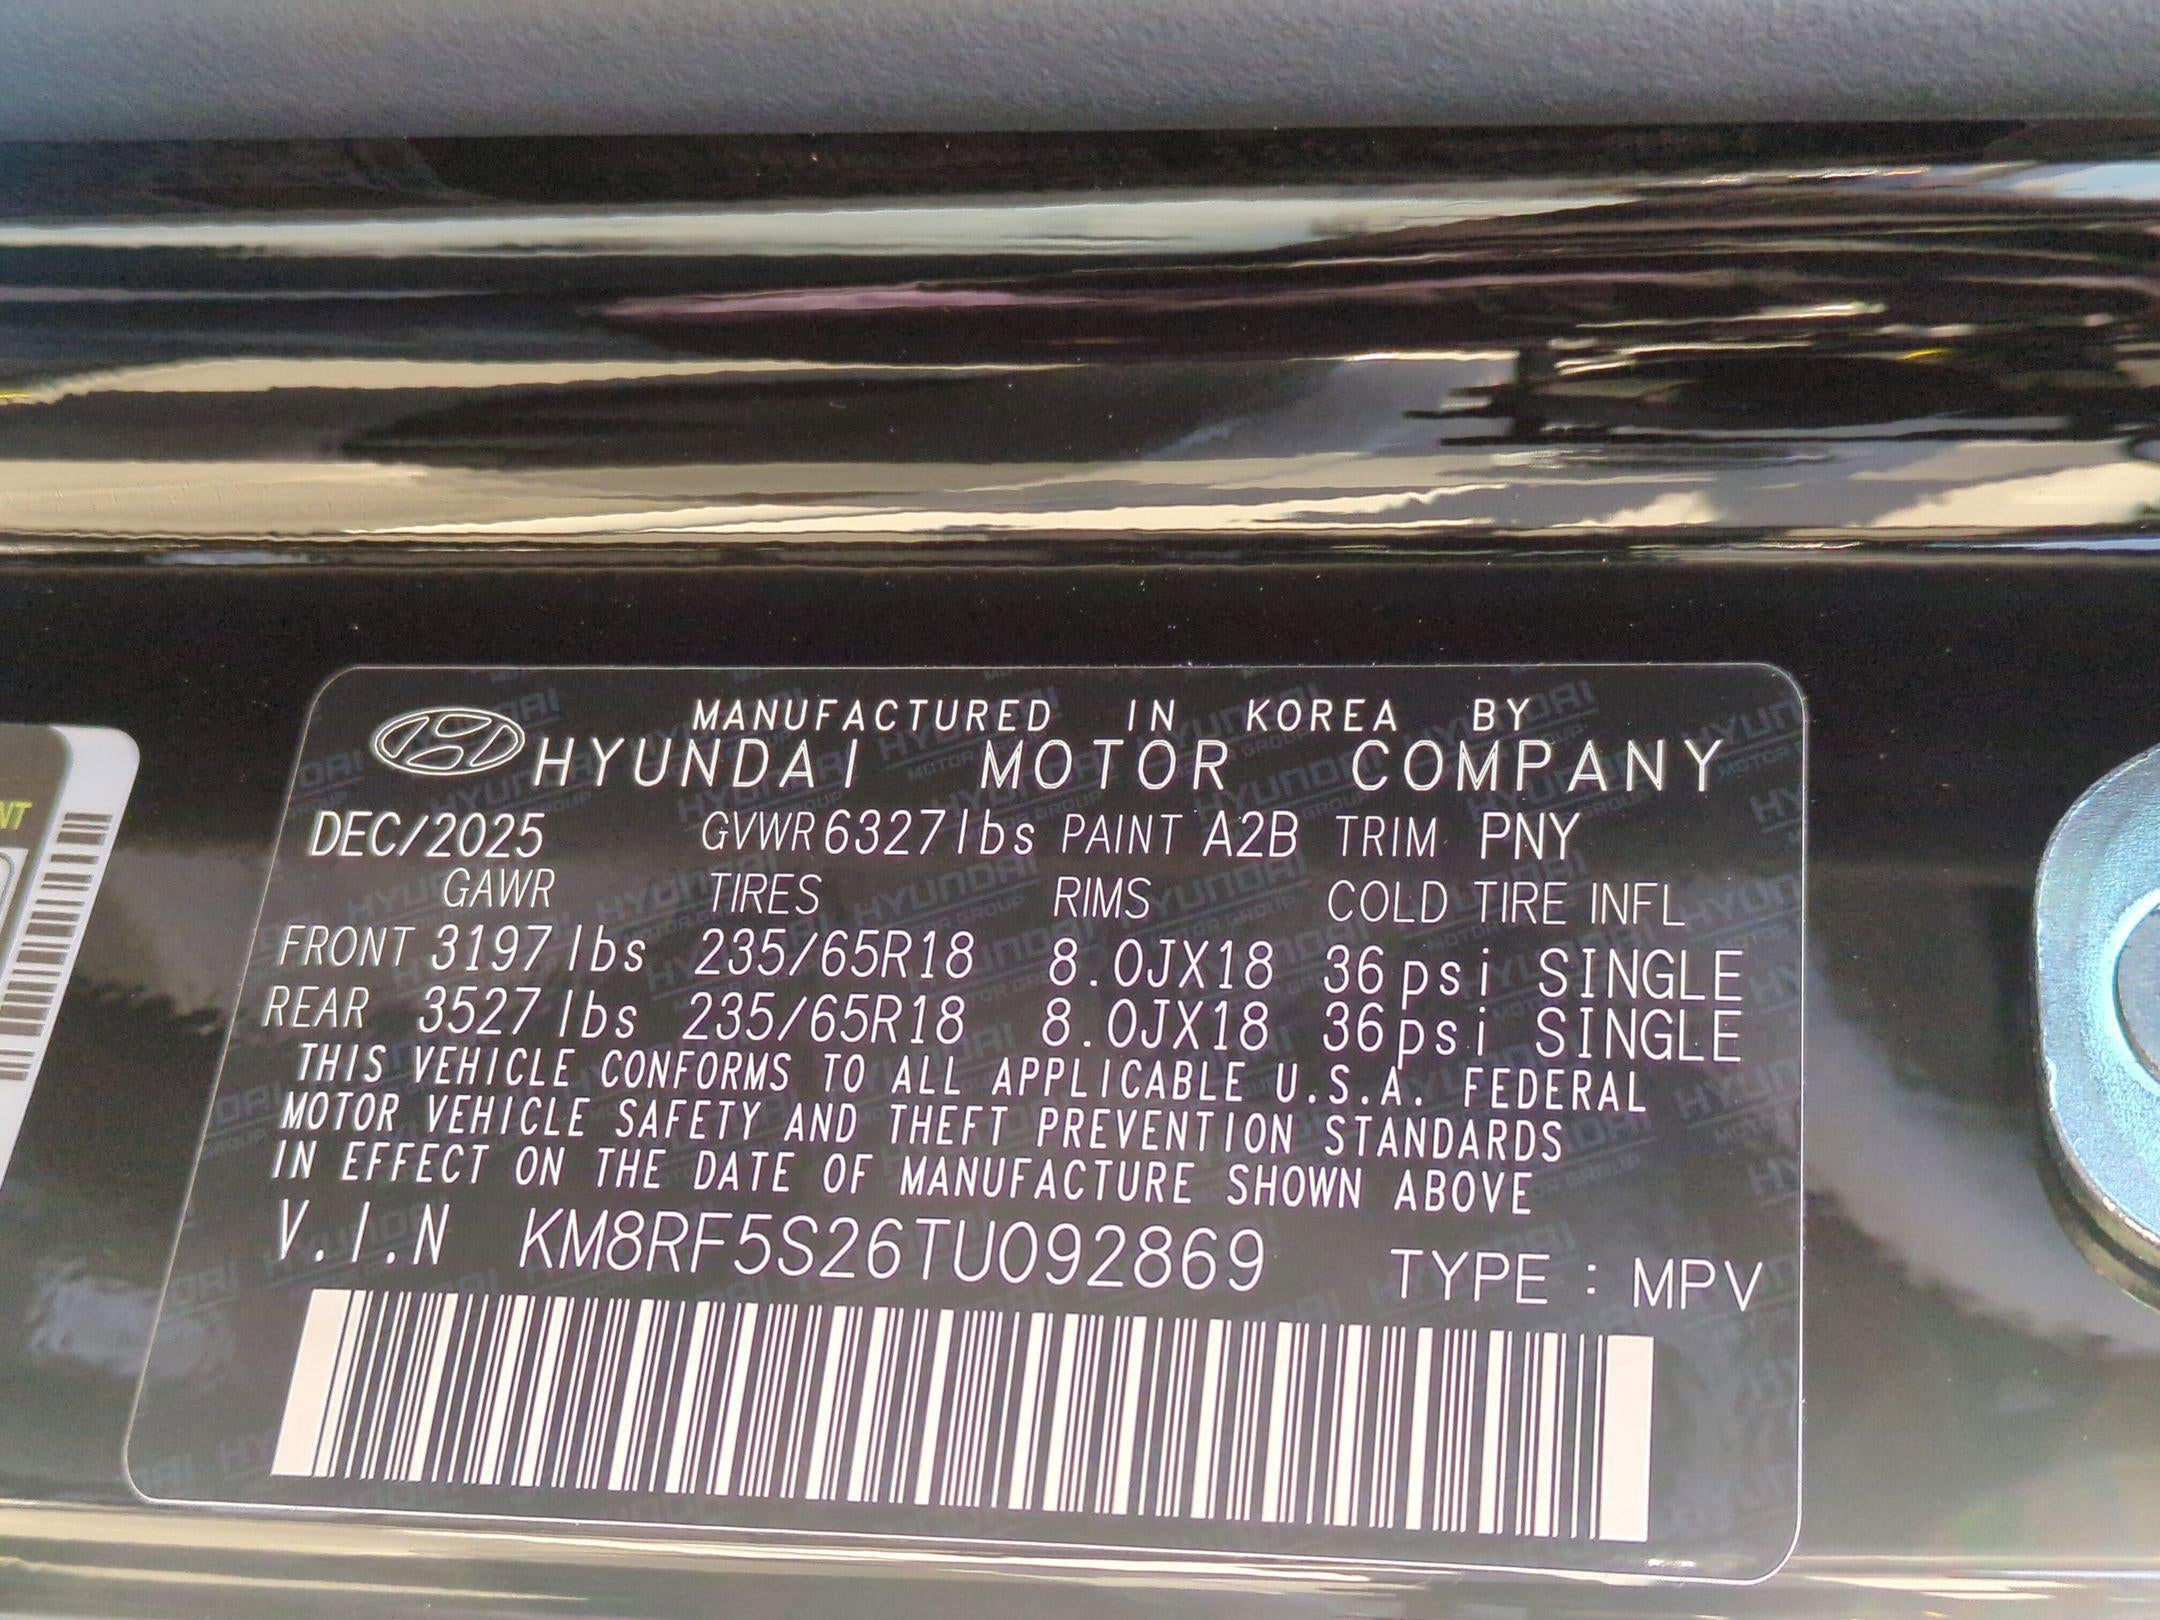 MANUFACTURED IN KOREA BY
HYUNDAI MOTOR COMPANY
DEC/2025 GVWR 6327lbs PAINT A2B TRIM PNY
GAWR TIRES RIMS COLD TIRE INFL
FRONT 3197lbs 235/65R18 8.0JX18 36psi SINGLE
REAR 3527lbs 235/65R18 8.0JX18 36psi SINGLE
THIS VEHICLE CONFORMS TO ALL APPLICABLE U.S.A. FEDERAL
MOTOR VEHICLE SAFETY AND THEFT PREVENTION STANDARDS
IN EFFECT ON THE DATE OF MANUFACTURE SHOWN ABOVE
V.I.N KM8RF5S26TU092869 TYPE : MPV